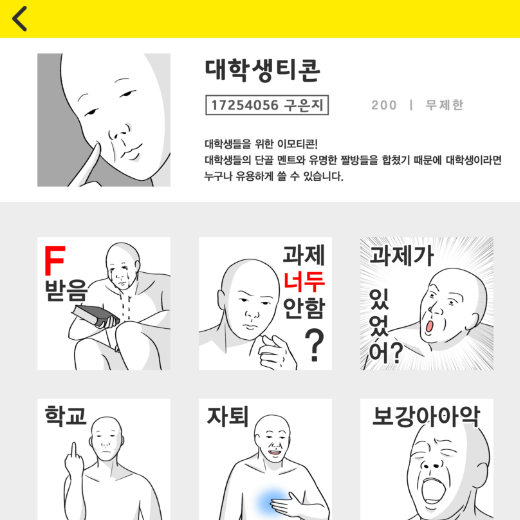 대학생티콘
17254056 구은지
200 | 무제한
대학생들을 위한 이모티콘!
대학생들의 단골 멘트와 유명한 짤방들을 합쳤기 때문에 대학생이라면
누구나 유용하게 쓸 수 있습니다.
F
받음
과제
너두
안함
?
과제가
있
었
어?
학교
자퇴
보강아아악